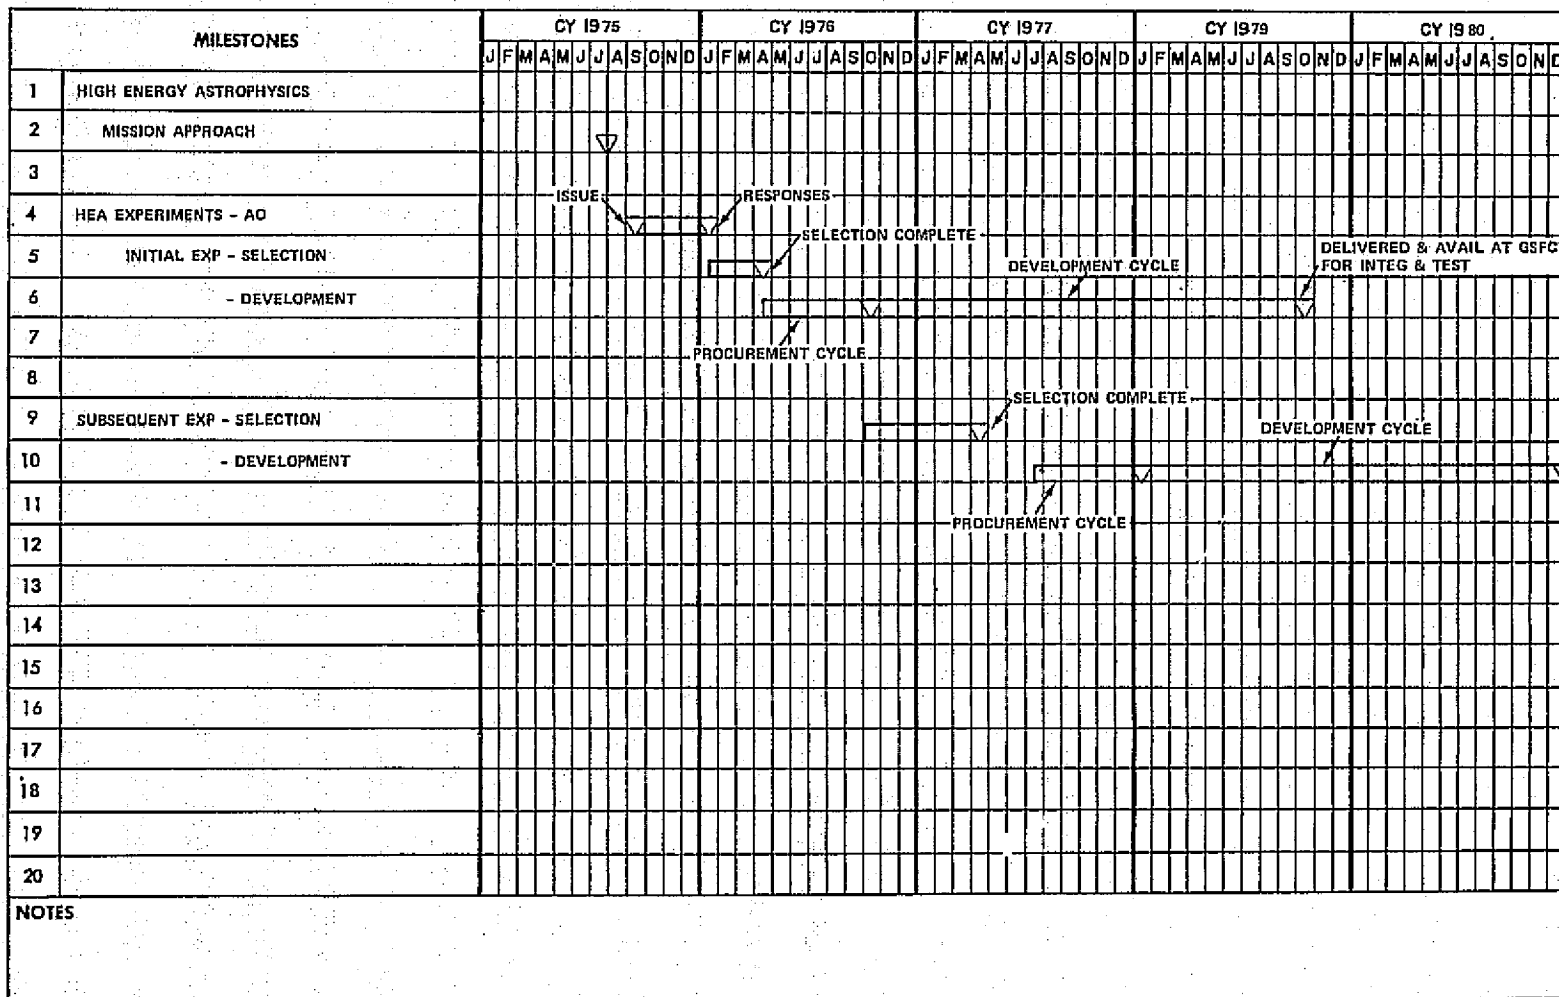 MILESTONES
CY 1975 CY 1976 CY 1977 CY 1979 CY 1980
J F M A M J J A S O N D J F M A M J J A S O N D J F M A M J J A S O N D J F M A M J J A S O N D J F M A M J J A S O N D
1 HIGH ENERGY ASTROPHYSICS
2 MISSION APPROACH
3
ISSUE RESPONSES
4 HEA EXPERIMENTS - AO
SELECTION COMPLETE
5 INITIAL EXP - SELECTION
DEVELOPMENT CYCLE
DELIVERED & AVAIL AT GSFC
FOR INTEG & TEST
6 - DEVELOPMENT
7
PROCUREMENT CYCLE
8
SELECTION COMPLETE
9 SUBSEQUENT EXP - SELECTION
DEVELOPMENT CYCLE
10 - DEVELOPMENT
11
PROCUREMENT CYCLE
12
13
14
15
16
17
18
19
20
NOTES